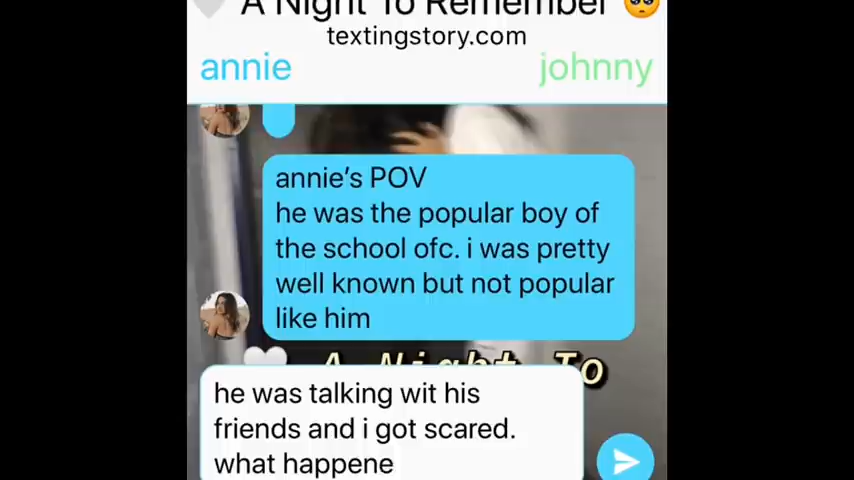 A Night To Remember 🥺
textingstory.com
annie johnny
annie's POV
he was the popular boy of
the school ofc. i was pretty
well known but not popular
like him
A Night To
he was talking wit his
friends and i got scared.
what happene